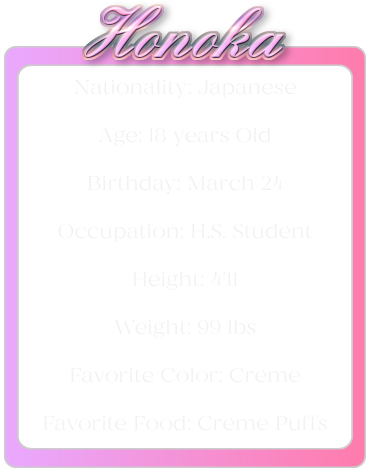 Honoka
Nationality: Japanese
Age: 18 years Old
Birthday: March 24
Occupation: H.S. Student
Height: 4'11
Weight: 99 lbs
Favorite Color: Creme
Favorite Food: Creme Puffs